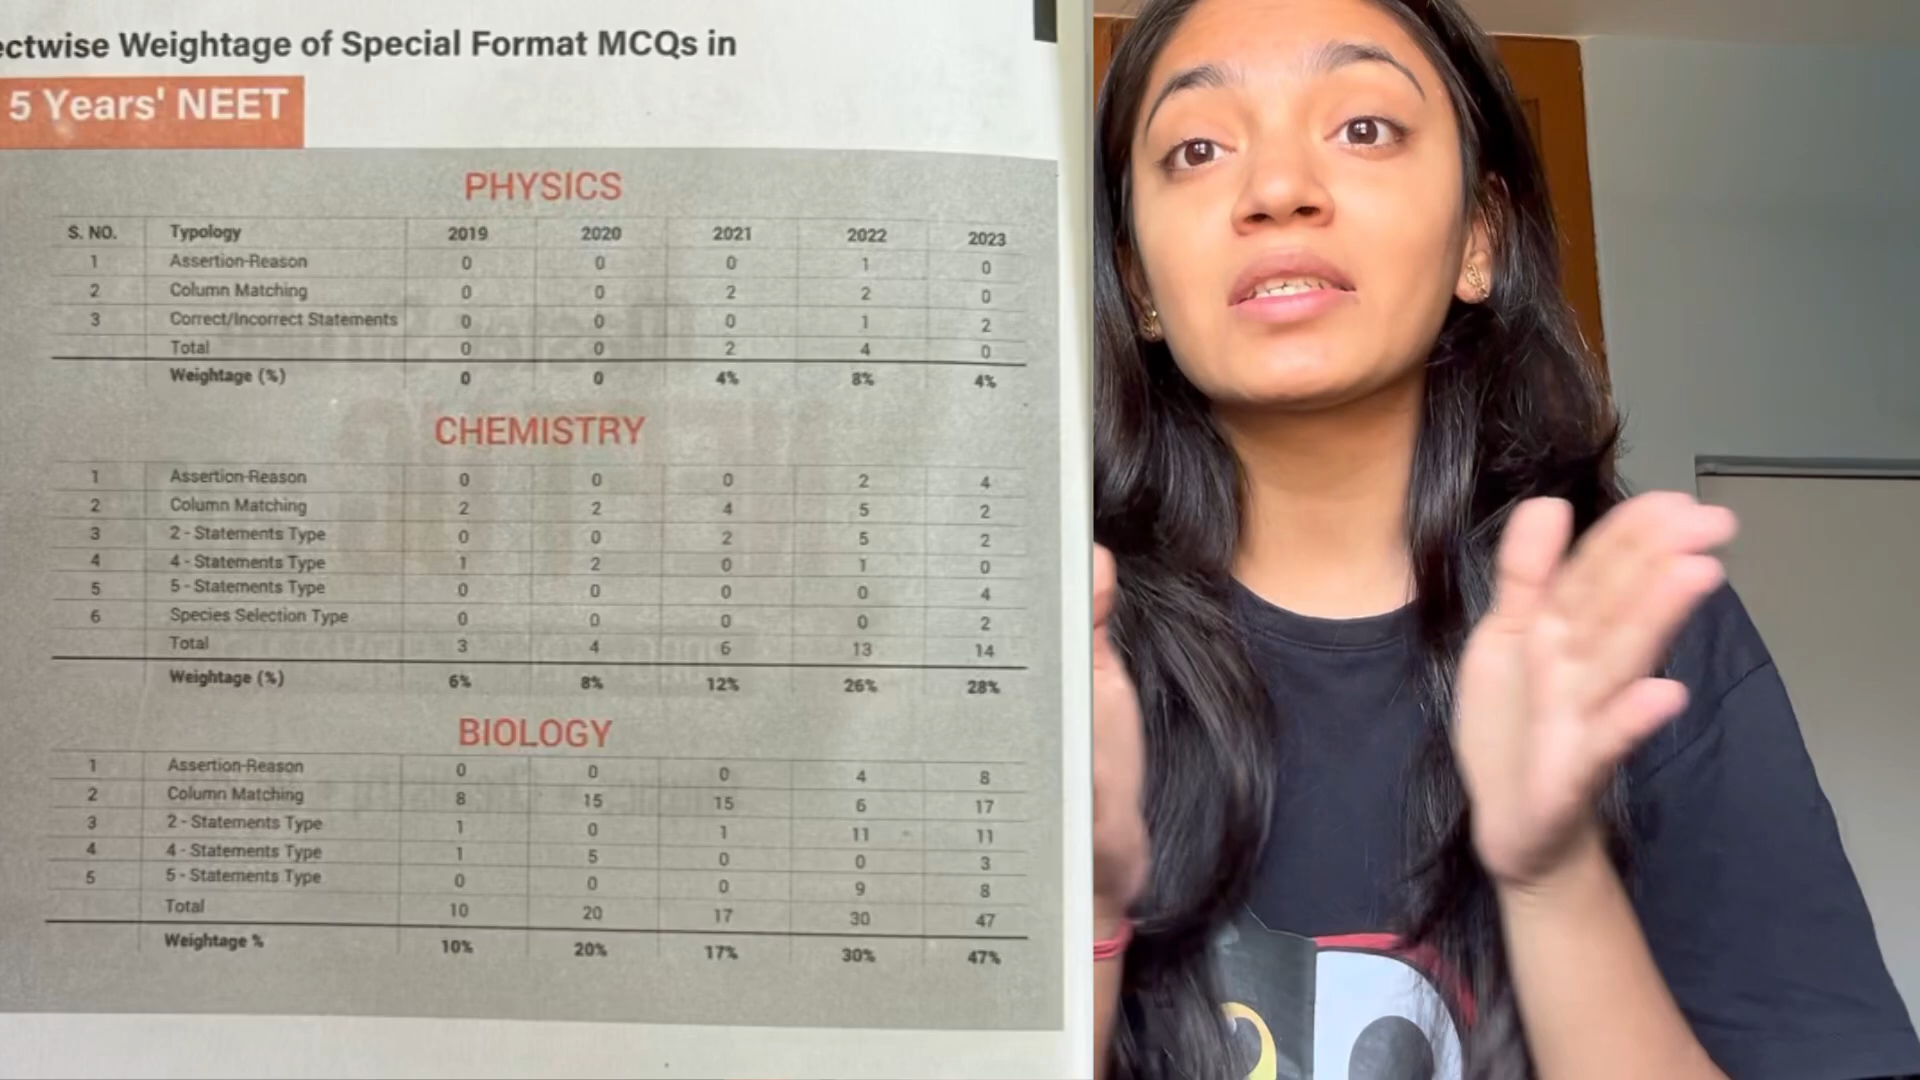 ectwise Weightage of Special Format MCQs in
5 Years' NEET
PHYSICS
S. NO. Typology 2019 2020 2021 2022 2023
1 Assertion-Reason 0 0 0 1 0
2 Column Matching 0 0 2 2 0
3 Correct/Incorrect Statements 0 0 0 1 2
Total 0 0 2 4 0
Weightage (%) 0 0 4% 8% 4%
CHEMISTRY
1 Assertion-Reason 0 0 0 2 4
2 Column Matching 2 2 4 5 2
3 2 - Statements Type 0 0 2 5 2
4 4 - Statements Type 1 2 0 1 0
5 5 - Statements Type 0 0 0 0 4
6 Species Selection Type 0 0 0 0 2
Total 3 4 6 13 14
Weightage (%) 6% 8% 12% 26% 28%
BIOLOGY
1 Assertion-Reason 0 0 0 4 8
2 Column Matching 8 15 15 6 17
3 2 - Statements Type 1 0 1 11 11
4 4 - Statements Type 1 5 0 0 3
5 5 - Statements Type 0 0 0 9 8
Total 10 20 17 30 47
Weightage % 10% 20% 17% 30% 47%